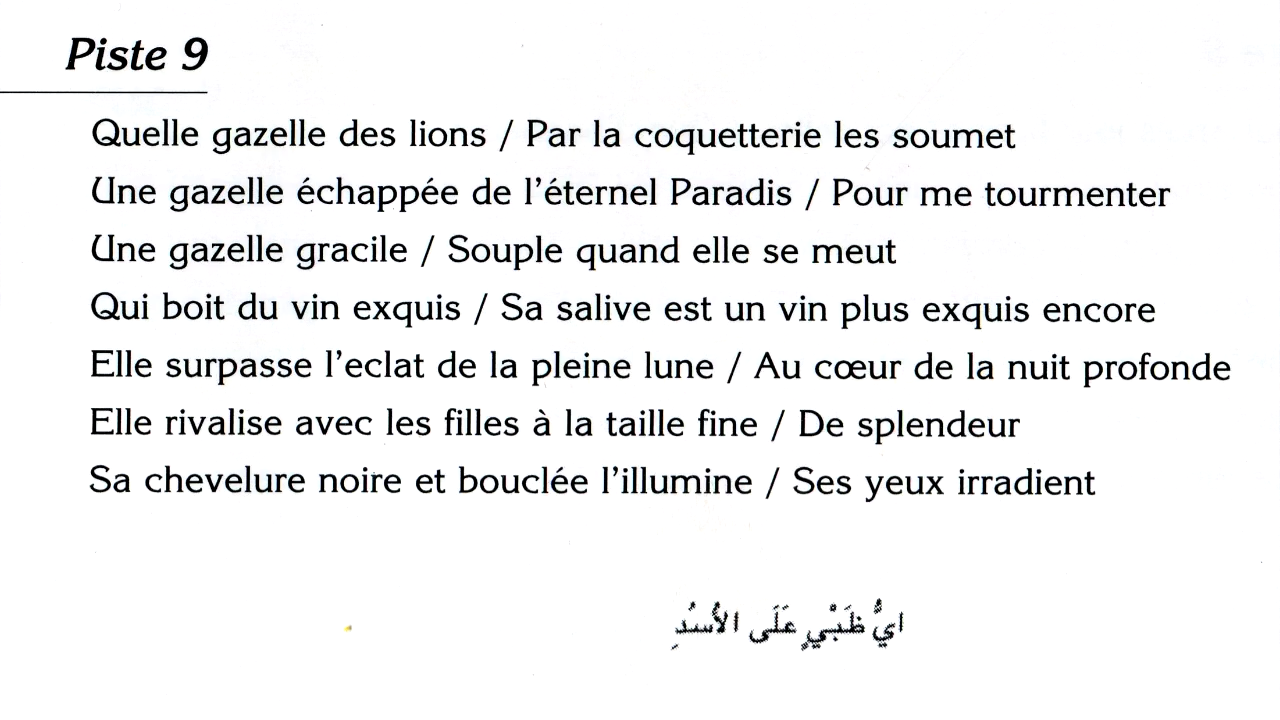 Piste 9
Quelle gazelle des lions / Par la coquetterie les soumet
Une gazelle échappée de l'éternel Paradis / Pour me tourmenter
Une gazelle gracile / Souple quand elle se meut
Qui boit du vin exquis / Sa salive est un vin plus exquis encore
Elle surpasse l'eclat de la pleine lune / Au cœur de la nuit profonde
Elle rivalise avec les filles à la taille fine / De splendeur
Sa chevelure noire et bouclée l'illumine / Ses yeux irradient
ايُّ ظَبْيٍ عَلَى الأُسْدِ